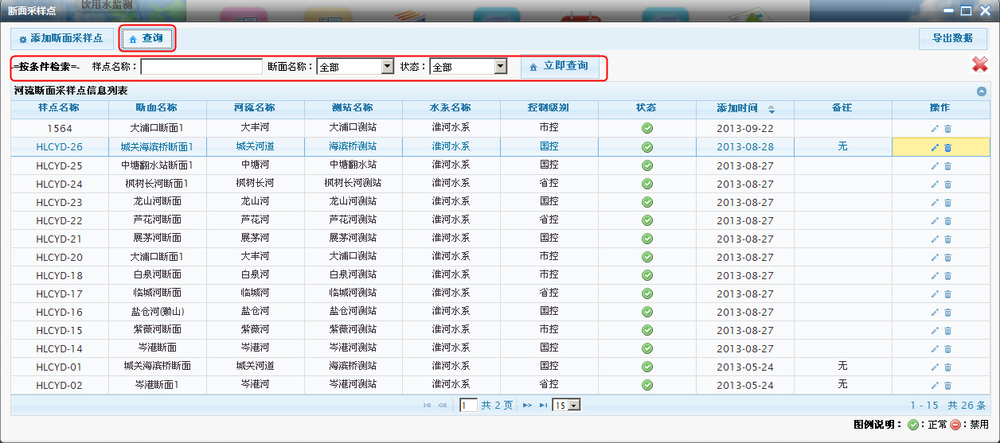 断面采样点
饮用水监测
添加断面采样点 查询 导出数据
=按条件检索=- 样点名称： 断面名称： 全部 状态： 全部 立即查询
河流断面采样点信息列表
样点名称 断面名称 河流名称 测站名称 水系名称 控制级别 状态 添加时间 备注 操作
1564 大浦口断面1 大丰河 大浦口测站 淮河水系 市控 2013-09-22
HLCYD-26 城关海滨桥断面1 城关河道 海滨桥测站 淮河水系 国控 2013-08-28 无
HLCYD-25 中塘翻水站断面1 中塘河 中塘翻水站 淮河水系 国控 2013-08-27
HLCYD-24 枫树长河断面1 枫树长河 枫树长河测站 淮河水系 省控 2013-08-27
HLCYD-23 龙山河断面 龙山河 龙山河测站 淮河水系 国控 2013-08-27
HLCYD-22 芦花河断面 芦花河 芦花河测站 淮河水系 省控 2013-08-27
HLCYD-21 展茅河断面 展茅河 展茅河测站 淮河水系 国控 2013-08-27
HLCYD-20 大浦口断面1 大丰河 大浦口测站 淮河水系 市控 2013-08-27
HLCYD-18 白泉河断面 白泉河 白泉河测站 淮河水系 市控 2013-08-27
HLCYD-17 临城河断面 临城河 临城河测站 淮河水系 省控 2013-08-27
HLCYD-16 盐仓河(獭山) 盐仓河 盐仓河测站 淮河水系 国控 2013-08-27
HLCYD-15 紫薇河断面 紫薇河 紫薇河测站 淮河水系 市控 2013-08-27
HLCYD-14 岑港断面 岑港河 岑港河测站 淮河水系 国控 2013-08-27
HLCYD-01 城关海滨桥断面 城关河道 海滨桥测站 淮河水系 国控 2013-05-24 无
HLCYD-02 岑港断面1 岑港河 岑港河测站 淮河水系 省控 2013-05-24 无
1 共 2 页 15 1 - 15 共 26 条
图例说明： ：正常 ：禁用